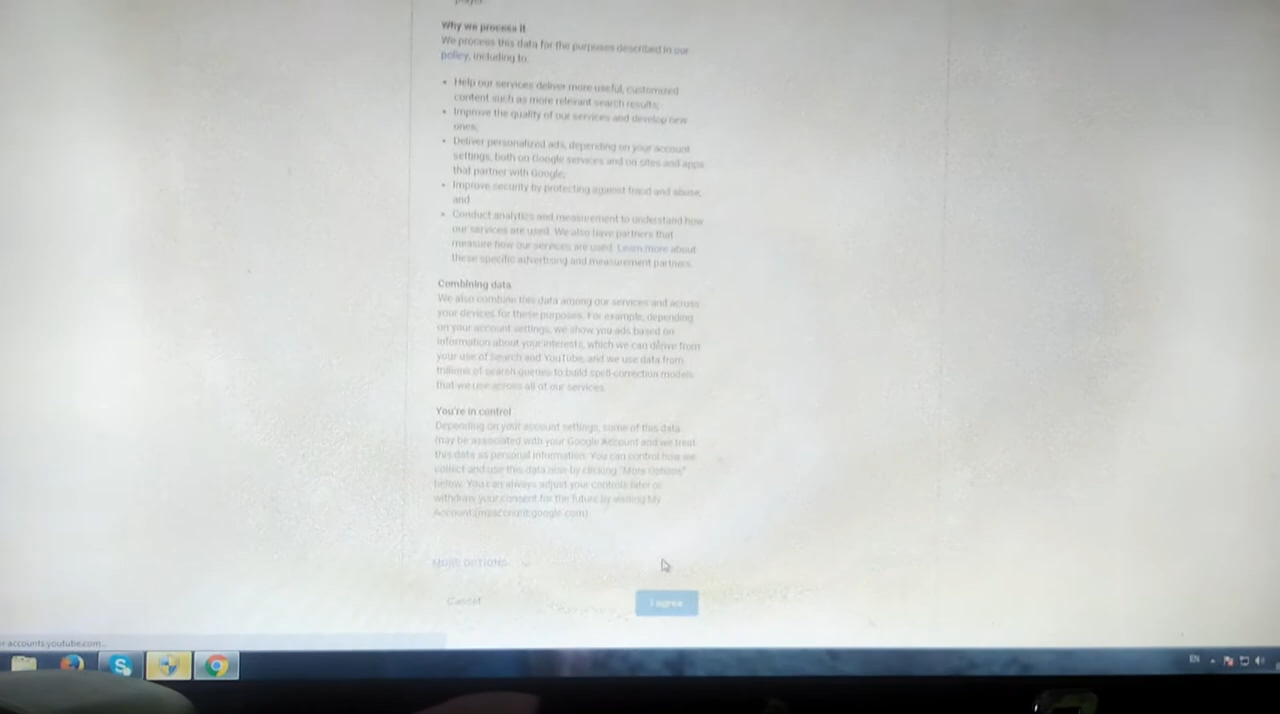 player.
Why we process it
We process this data for the purposes described in our
policy, including to:
• Help our services deliver more useful, customized
content such as more relevant search results;
• Improve the quality of our services and develop new
ones;
• Deliver personalized ads, depending on your account
settings, both on Google services and on sites and apps
that partner with Google;
• Improve security by protecting against fraud and abuse;
and
• Conduct analytics and measurement to understand how
our services are used. We also have partners that
measure how our services are used. Learn more about
these specific advertising and measurement partners.
Combining data
We also combine this data among our services and across
your devices for these purposes. For example, depending
on your account settings, we show you ads based on
information about your interests, which we can derive from
your use of Search and YouTube, and we use data from
trillions of search queries to build spell-correction models
that we use across all of our services.
You're in control
Depending on your account settings, some of this data
may be associated with your Google Account and we treat
this data as personal information. You can control how we
collect and use this data now by clicking "More Options"
below. You can always adjust your controls later or
withdraw your consent for the future by visiting My
Account (myaccount.google.com)
MORE OPTIONS
Cancel
I agree
accounts.youtube.com...
EN